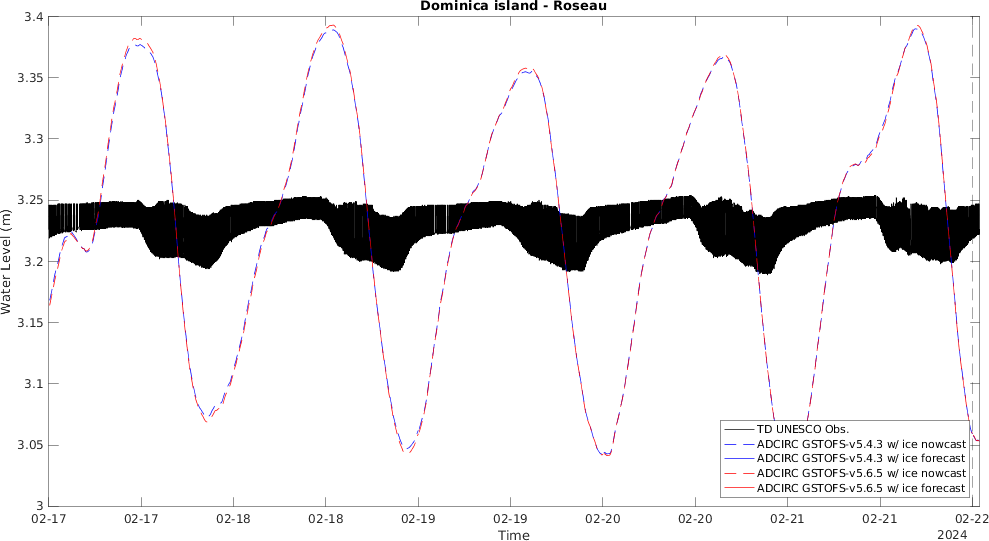 Dominica island - Roseau
3.4
3.35
3.3
3.25
3.2
3.15
3.1
3.05
3
Water Level (m)
TD UNESCO Obs.
ADCIRC GSTOFS-v5.4.3 w/ ice nowcast
ADCIRC GSTOFS-v5.4.3 w/ ice forecast
ADCIRC GSTOFS-v5.6.5 w/ ice nowcast
ADCIRC GSTOFS-v5.6.5 w/ ice forecast
02-17 02-17 02-18 02-18 02-19 02-19 02-20 02-20 02-21 02-21 02-22
Time
2024